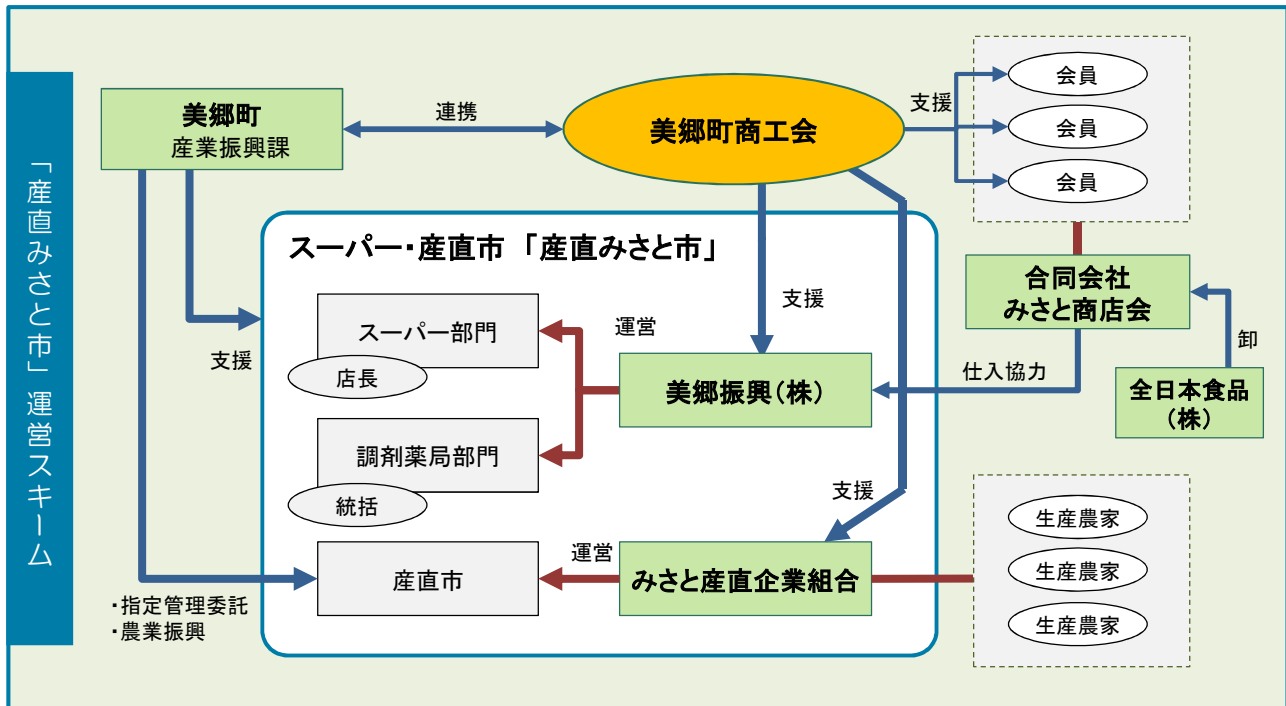 「産直みさと市」運営スキーム
美郷町
産業振興課
連携
美郷町商工会
支援
会員
会員
会員
スーパー・産直市 「産直みさと市」
合同会社
みさと商店会
卸
全日本食品
(株)
仕入協力
支援
支援
スーパー部門
店長
運営
美郷振興(株)
調剤薬局部門
統括
支援
産直市
運営
みさと産直企業組合
生産農家
生産農家
生産農家
・指定管理委託
・農業振興